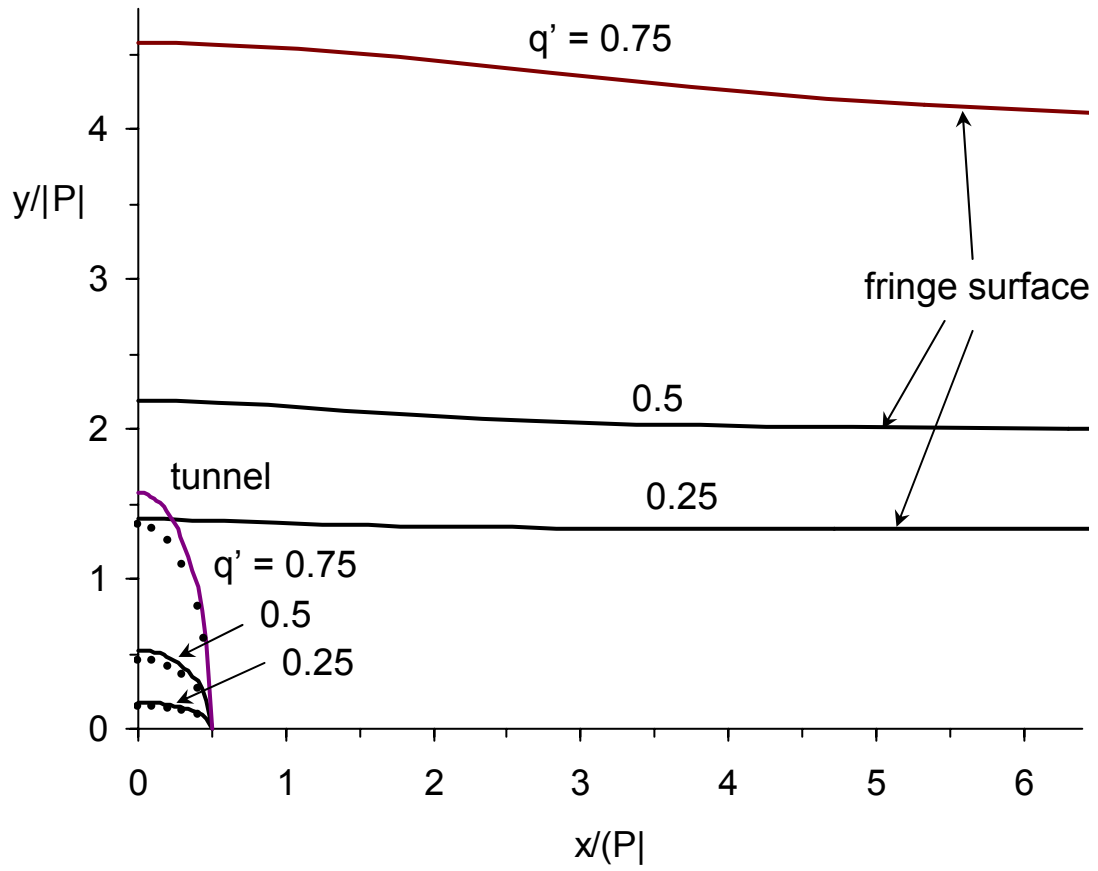 q’ = 0.75
4
y/|P|
3
fringe surface
0.5
2
tunnel
0.25
q’ = 0.75
1
0.5
0.25
0
0 1 2 3 4 5 6
x/(P|